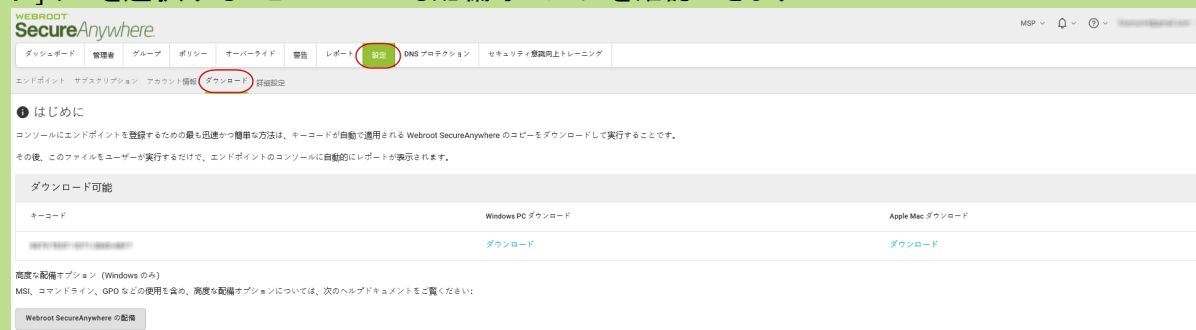 WEBROOT
SecureAnywhere.
MSP
ダッシュボード 管理者 グループ ポリシー オーバーライド 警告 レポート 設定 DNS プロテクション セキュリティ意識向上トレーニング
エンドポイント サブスクリプション アカウント情報 ダウンロード 詳細設定
はじめに
コンソールにエンドポイントを登録するための最も迅速かつ簡単な方法は、キーコードが自動で適用される Webroot SecureAnywhere のコピーをダウンロードして実行することです。
その後、このファイルをユーザーが実行するだけで、エンドポイントのコンソールに自動的にレポートが表示されます。
ダウンロード可能
キーコード Windows PC ダウンロード Apple Mac ダウンロード
ダウンロード ダウンロード
高度な配備オプション (Windows のみ)
MSI、コマンドライン、GPO などの使用を含め、高度な配備オプションについては、次のヘルプドキュメントをご覧ください:
Webroot SecureAnywhere の配備